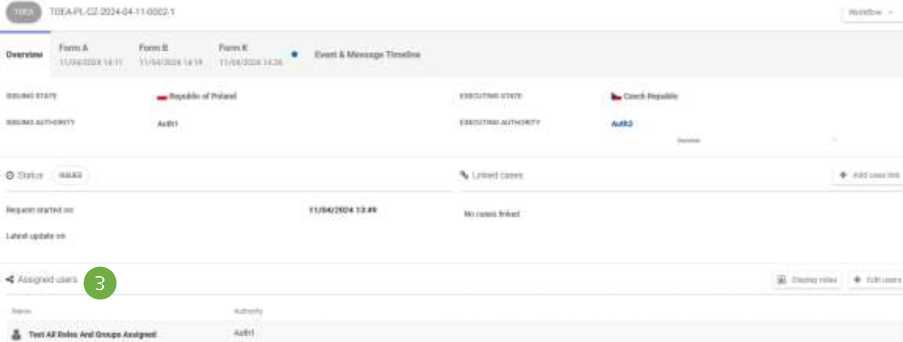 TOEA TOEA-PL-CZ-2024-04-11-0002-1 Workflow
Overview Form A Form B Form K Event & Message Timeline
11/04/2024 14:11 11/04/2024 14:19 11/04/2024 14:26
ISSUING STATE Republic of Poland EXECUTING STATE Czech Republic
ISSUING AUTHORITY Auth1 EXECUTING AUTHORITY Auth3
Status ISSUED Linked cases Add case link
Request started on 11/04/2024 13:49 No cases linked
Latest update on
Assigned users 3 Display roles Edit users
Name Authority
Test All Roles And Groups Assigned Auth1